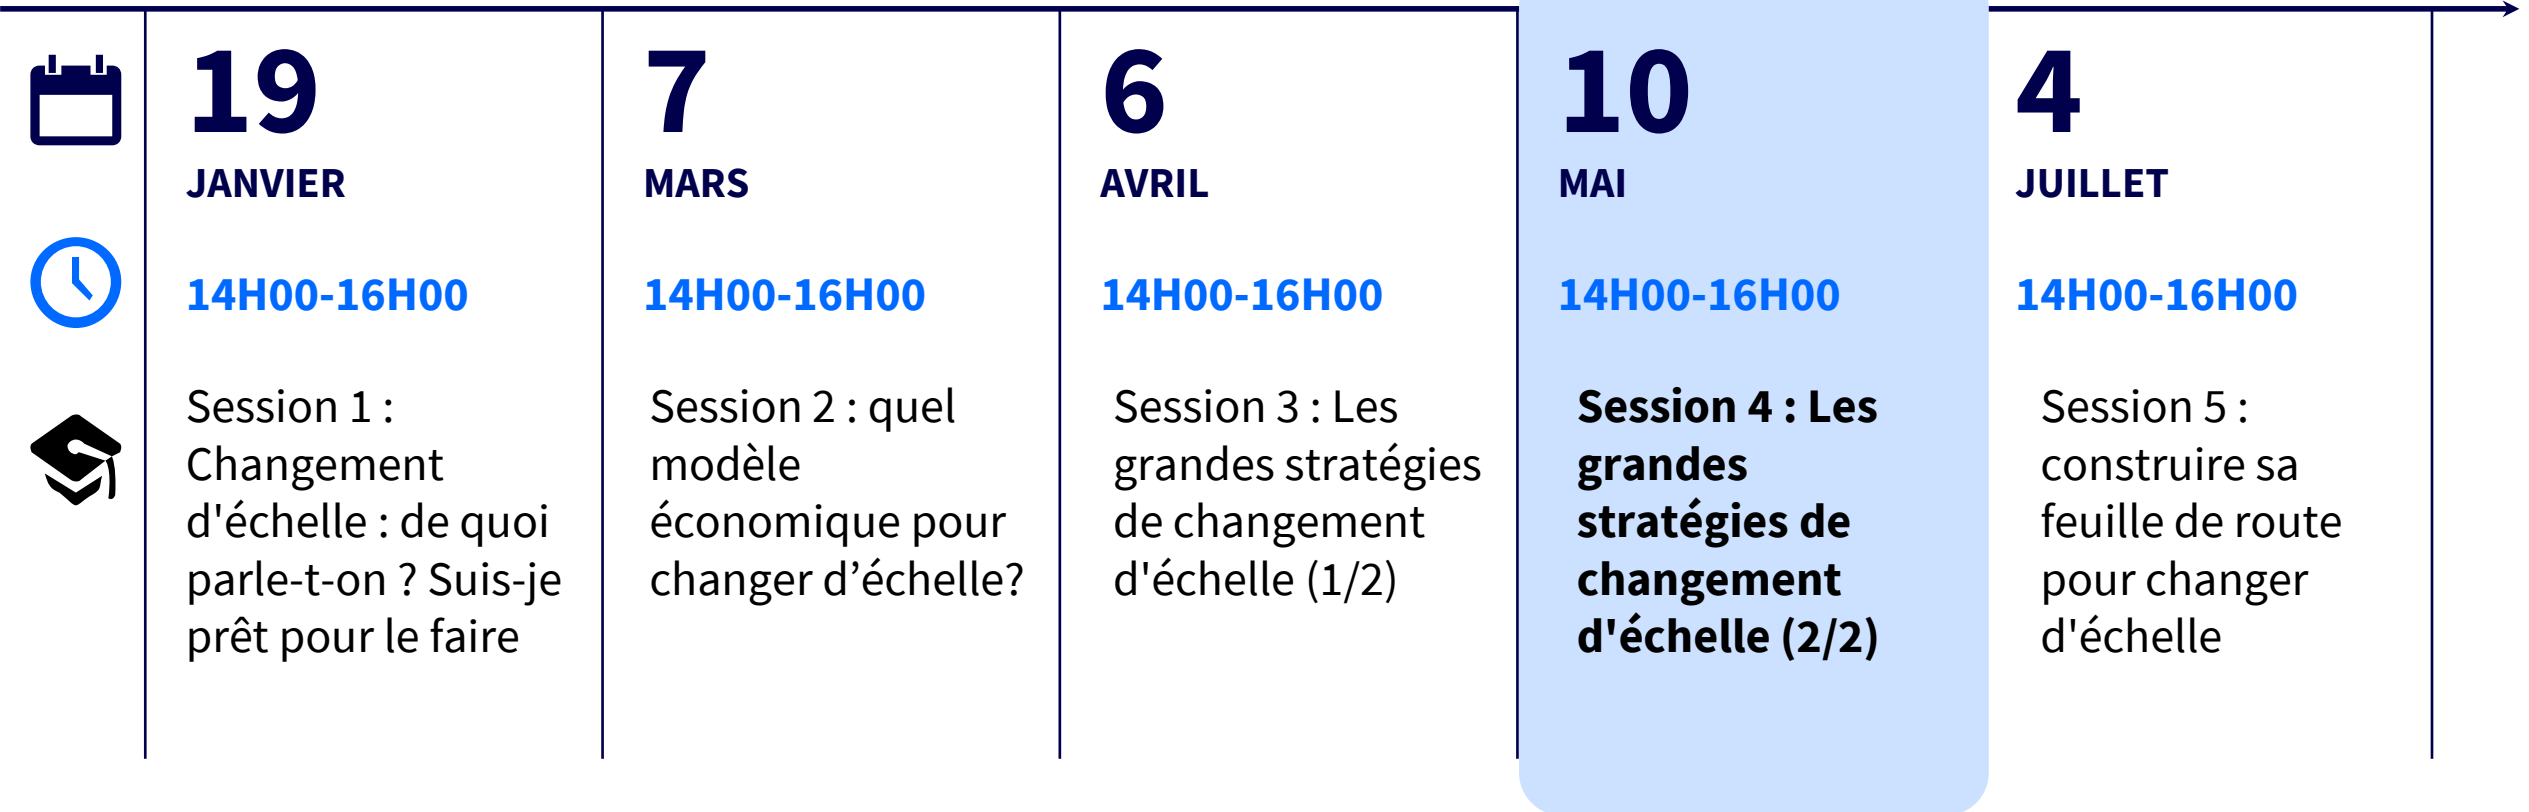 19
JANVIER
14H00-16H00
Session 1 :
Changement
d'échelle : de quoi
parle-t-on ? Suis-je
prêt pour le faire
7
MARS
14H00-16H00
Session 2 : quel
modèle
économique pour
changer d’échelle?
6
AVRIL
14H00-16H00
Session 3 : Les
grandes stratégies
de changement
d'échelle (1/2)
10
MAI
14H00-16H00
Session 4 : Les
grandes
stratégies de
changement
d'échelle (2/2)
4
JUILLET
14H00-16H00
Session 5 :
construire sa
feuille de route
pour changer
d'échelle